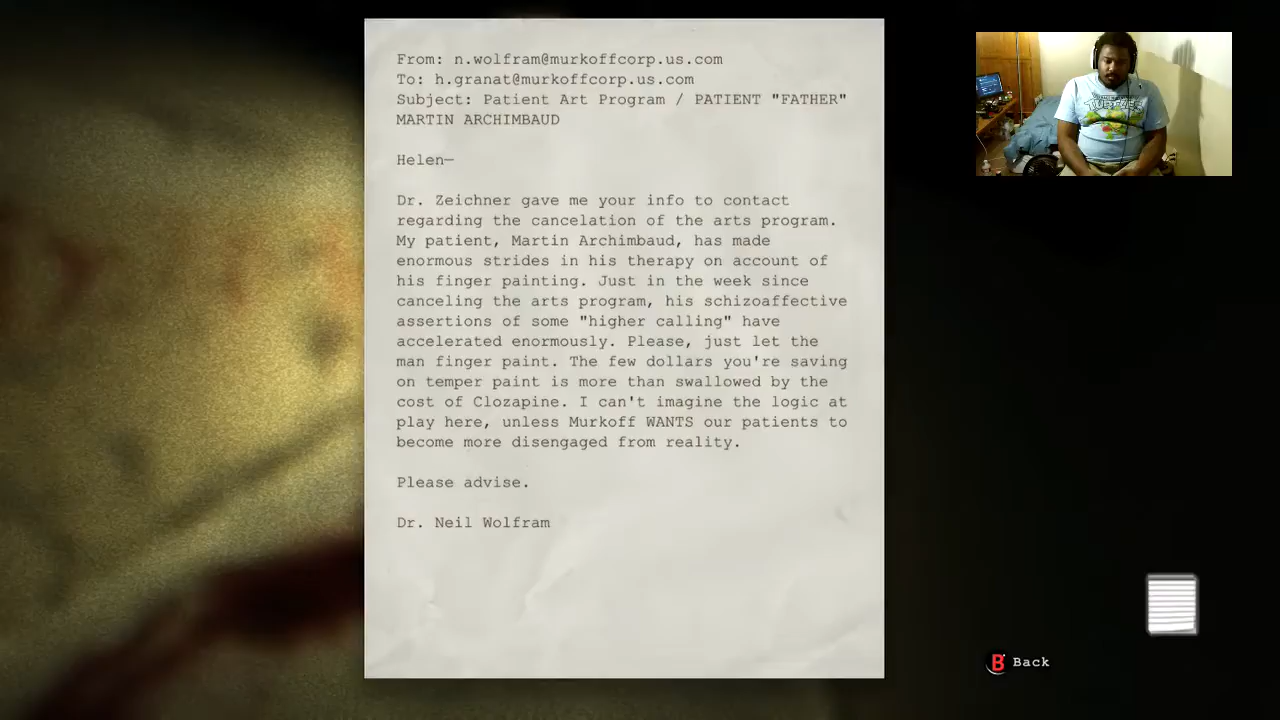 From: n.wolfram@murkoffcorp.us.com
To: h.granat@murkoffcorp.us.com
Subject: Patient Art Program / PATIENT "FATHER"
MARTIN ARCHIMBAUD
Helen—
Dr. Zeichner gave me your info to contact
regarding the cancelation of the arts program.
My patient, Martin Archimbaud, has made
enormous strides in his therapy on account of
his finger painting. Just in the week since
canceling the arts program, his schizoaffective
assertions of some "higher calling" have
accelerated enormously. Please, just let the
man finger paint. The few dollars you're saving
on temper paint is more than swallowed by the
cost of Clozapine. I can't imagine the logic at
play here, unless Murkoff WANTS our patients to
become more disengaged from reality.
Please advise.
Dr. Neil Wolfram
TURTLES
B Back